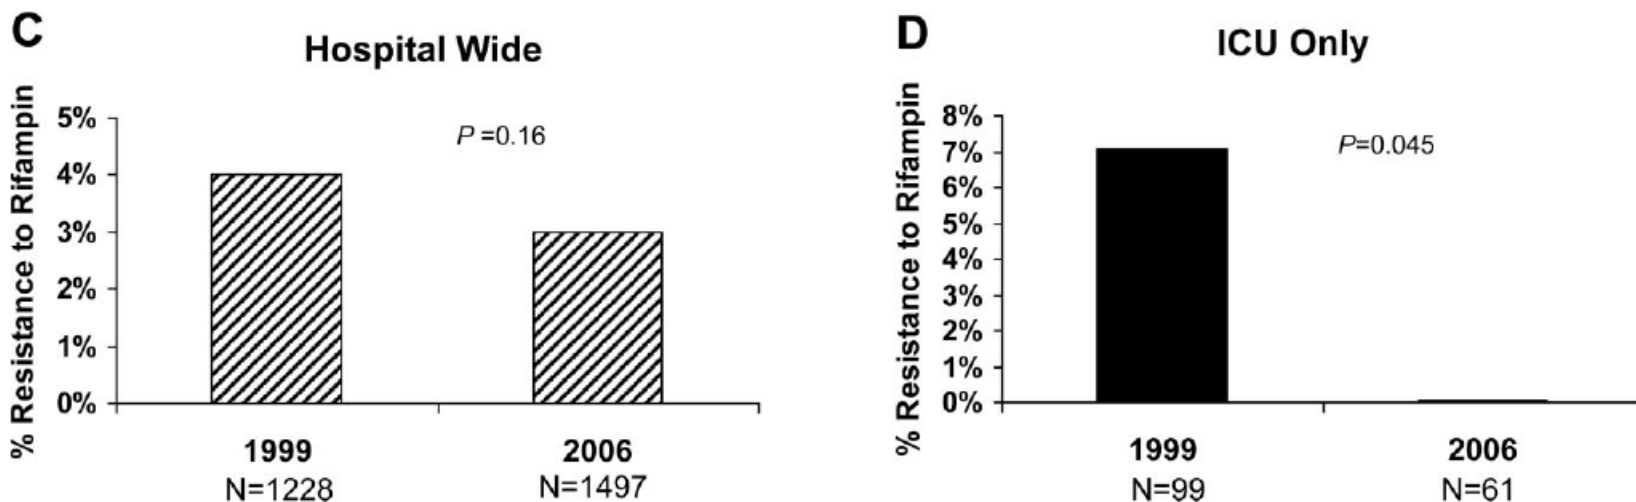 C
Hospital Wide
% Resistance to Rifampin
5%
4%
3%
2%
1%
0%
P =0.16
1999
2006
N=1228
N=1497
D
ICU Only
% Resistance to Rifampin
8%
7%
6%
5%
4%
3%
2%
1%
0%
P=0.045
1999
2006
N=99
N=61